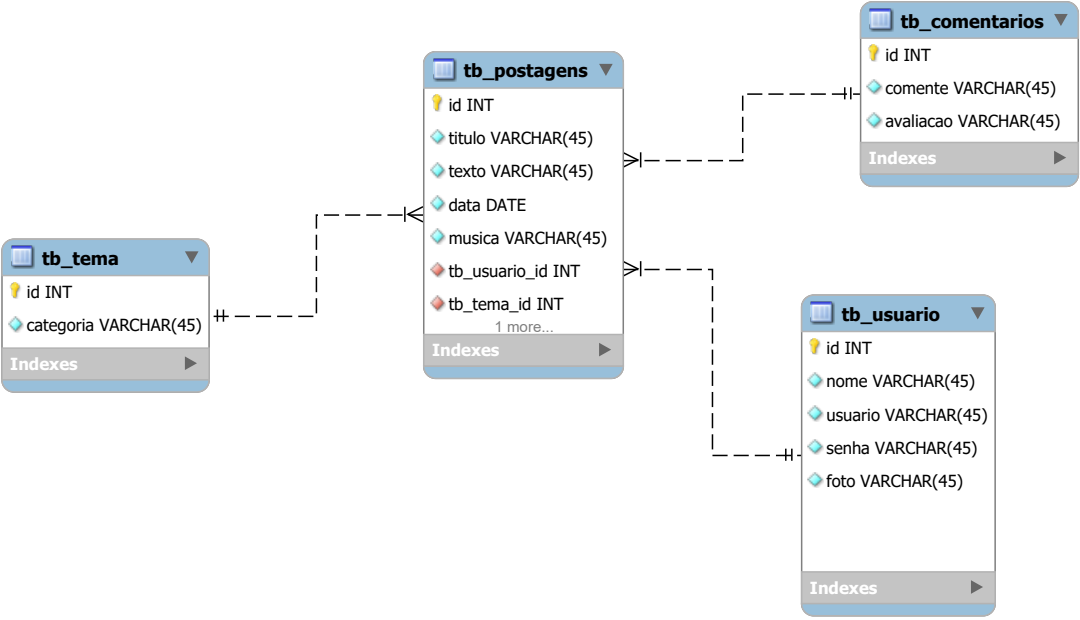 tb_comentarios
id INT
comente VARCHAR(45)
avaliacao VARCHAR(45)
Indexes
tb_postagens
id INT
titulo VARCHAR(45)
texto VARCHAR(45)
data DATE
musica VARCHAR(45)
tb_usuario_id INT
tb_tema_id INT
1 more...
Indexes
tb_tema
id INT
categoria VARCHAR(45)
Indexes
tb_usuario
id INT
nome VARCHAR(45)
usuario VARCHAR(45)
senha VARCHAR(45)
foto VARCHAR(45)
Indexes